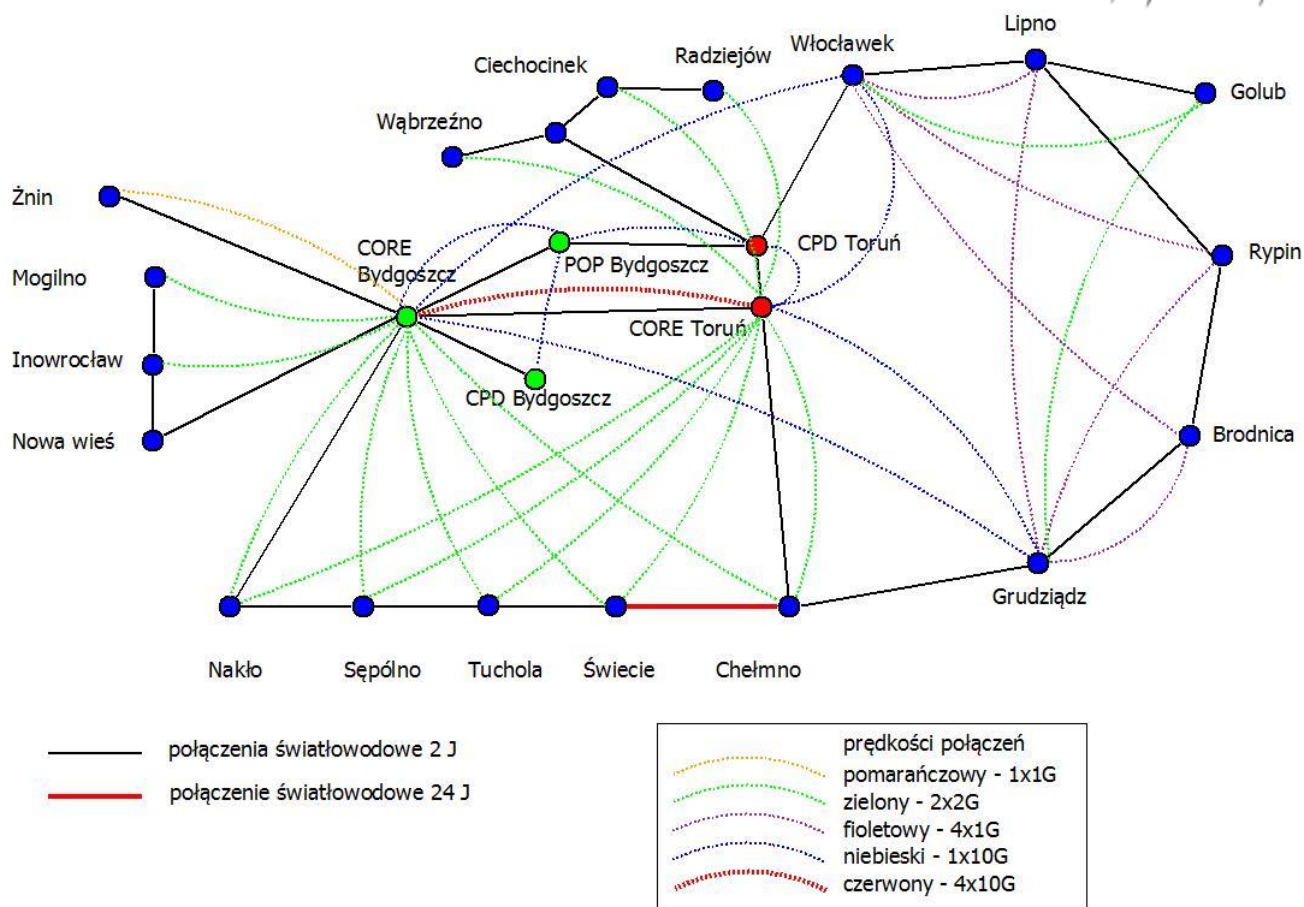 Lipno
Włocławek
Radziejów
Ciechocinek
Golub
Wąbrzeźno
Żnin
CORE
Bydgoszcz
CPD Toruń
POP Bydgoszcz
Rypin
Mogilno
CORE Toruń
Inowrocław
CPD Bydgoszcz
Nowa wieś
Brodnica
Grudziądz
Nakło
Sępólno
Tuchola
Świecie
Chełmno
połączenia światłowodowe 2 J
połączenie światłowodowe 24 J
prędkości połączeń
pomarańczowy - 1x1G
zielony - 2x2G
fioletowy - 4x1G
niebieski - 1x10G
czerwony - 4x10G